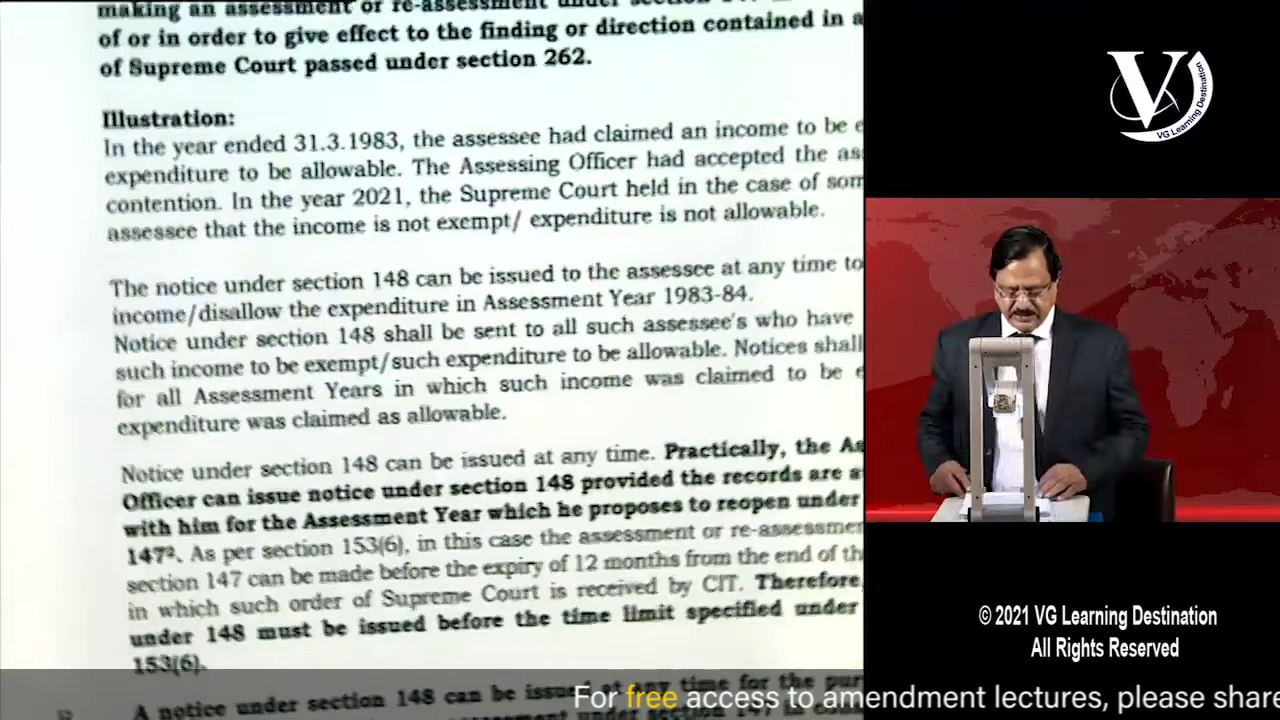 making an assessment or re-assessment under section
of or in order to give effect to the finding or direction contained in a
of Supreme Court passed under section 262.
Illustration:
In the year ended 31.3.1983, the assessee had claimed an income to be
expenditure to be allowable. The Assessing Officer had accepted the
contention. In the year 2021, the Supreme Court held in the case of
assessee that the income is not exempt/ expenditure is not allowable.
The notice under section 148 can be issued to the assessee at any time to
income/disallow the expenditure in Assessment Year 1983-84.
Notice under section 148 shall be sent to all such assessee's who have
such income to be exempt/such expenditure to be allowable. Notices shall
for all Assessment Years in which such income was claimed to be
expenditure was claimed as allowable.
Notice under section 148 can be issued at any time. Practically, the
Officer can issue notice under section 148 provided the records are
with him for the Assessment Year which he proposes to reopen under
147². As per section 153(6), in this case the assessment or
section 147 can be made before the expiry of 12 months from the end of
in which such order of Supreme Court is received by CIT. Therefore
under 148 must be issued before the time limit specified under
153(6).
A notice under section 148 can be issued at any time for the
under section 147
V
VG Learning Destination
© 2021 VG Learning Destination
All Rights Reserved
For free access to amendment lectures, please share